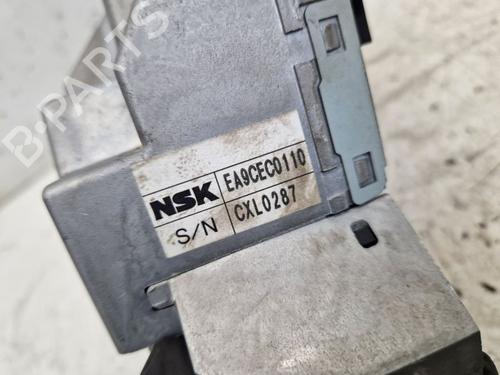 B-PARTS
NSK EA9CEC0110
S/N CXL0287